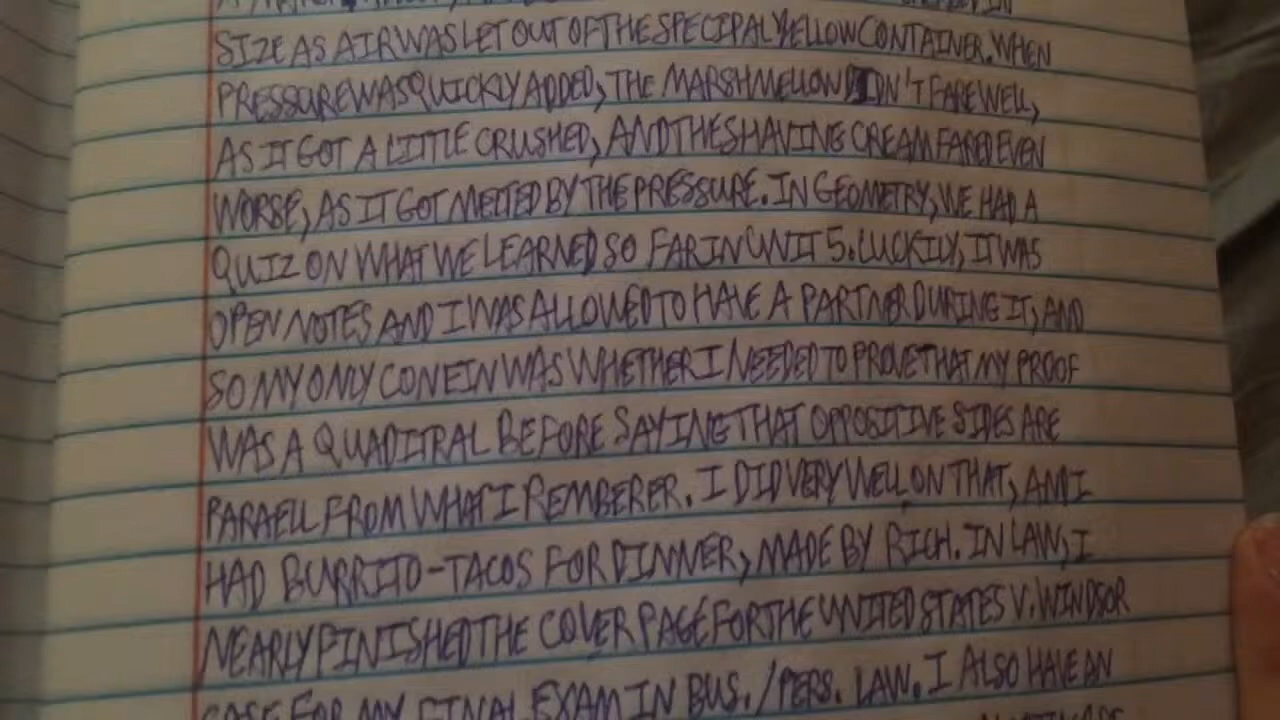 SIZE AS AIR WAS LET OUT OF THE SPECIPAL YELLOW CONTAINER. WHEN
PRESSURE WAS QUICKLY ADDED, THE MARSHMELLOW DIDN'T FARE WELL,
AS IT GOT A LITTLE CRUSHED, AND THE SHAVING CREAM FARED EVEN
WORSE, AS IT GOT MELTED BY THE PRESSURE. IN GEOMETRY, WE HAD A
QUIZ ON WHAT WE LEARNED SO FAR IN UNIT 5. LUCKILY, IT WAS
OPEN NOTES AND I WAS ALLOWED TO HAVE A PARTNER DURING IT, AND
SO MY ONLY CONEIN WAS WHETHER I NEEDED TO PROVE THAT MY PROOF
WAS A QUADITRAL BEFORE SAYING THAT OPPOSITIVE SIDES ARE
PARAELL FROM WHAT I REMBERER. I DID VERY WELL ON THAT, AND I
HAD BURRITO-TACOS FOR DINNER, MADE BY RICH. IN LAW, I
NEARLY FINISHED THE COVER PAGE FOR THE UNITED STATES V. WINDSOR
CASE FOR MY FINAL EXAM IN BUS./PERS. LAW. I ALSO HAVE AN